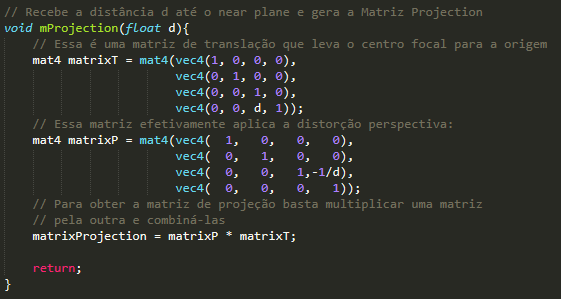 // Recebe a distância d até o near plane e gera a Matriz Projection
void mProjection(float d){
// Essa é uma matriz de translação que leva o centro focal para a origem
mat4 matrixT = mat4(vec4(1, 0, 0, 0),
vec4(0, 1, 0, 0),
vec4(0, 0, 1, 0),
vec4(0, 0, d, 1));
// Essa matriz efetivamente aplica a distorção perspectiva:
mat4 matrixP = mat4(vec4(  1,   0,   0,   0),
vec4(  0,   1,   0,   0),
vec4(  0,   0,   1,-1/d),
vec4(  0,   0,   0,   1));
// Para obter a matriz de projeção basta multiplicar uma matriz
// pela outra e combiná-las
matrixProjection = matrixP * matrixT;
return;
}